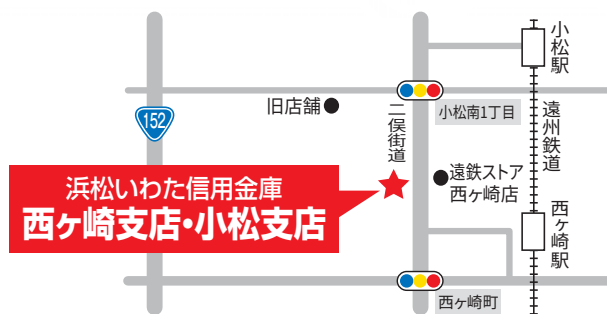 小松駅
旧店舗
二俣街道
小松南1丁目
遠州鉄道
152
遠鉄ストア
西ヶ崎店
浜松いわた信用金庫
西ヶ崎支店・小松支店
西ヶ崎駅
西ヶ崎町